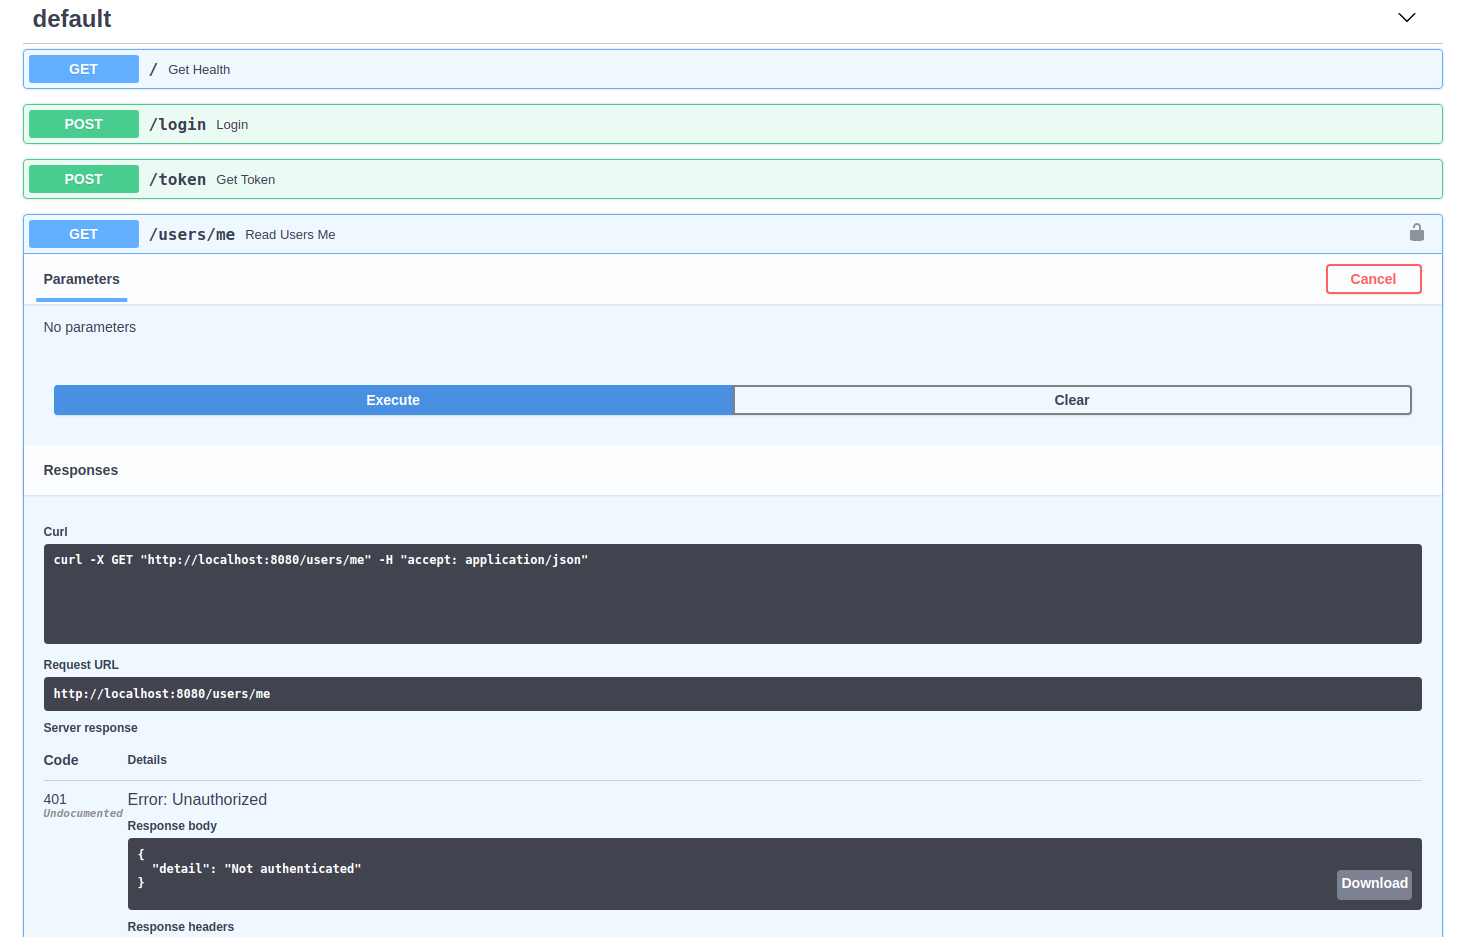 default
GET / Get Health
POST /login Login
POST /token Get Token
GET /users/me Read Users Me
Parameters Cancel
No parameters
Execute Clear
Responses
Curl
curl -X GET "http://localhost:8080/users/me" -H "accept: application/json"
Request URL
http://localhost:8080/users/me
Server response
Code Details
401 Error: Unauthorized
Undocumented
Response body
{
  "detail": "Not authenticated"
}
Download
Response headers